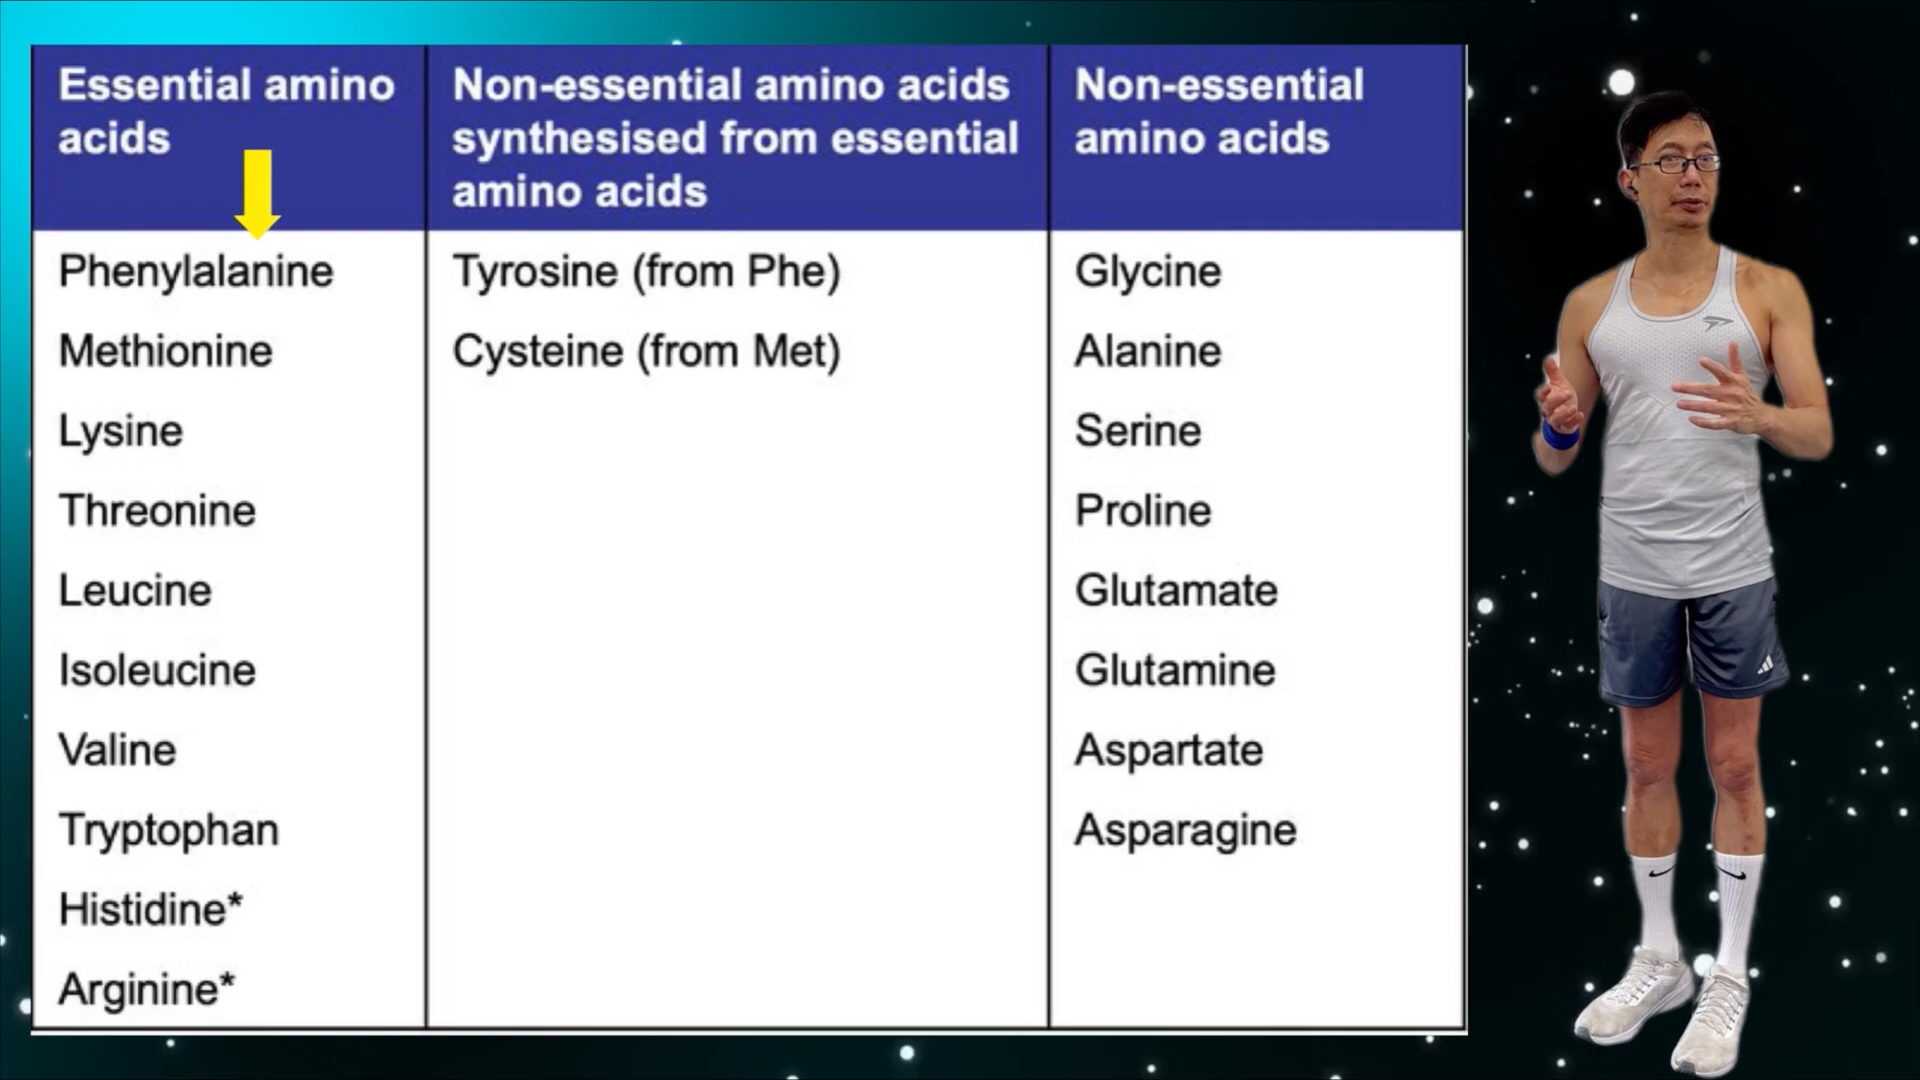 Essential amino
acids
Non-essential amino acids
synthesised from essential
amino acids
Non-essential
amino acids
Phenylalanine
Tyrosine (from Phe)
Glycine
Methionine
Cysteine (from Met)
Alanine
Lysine
Serine
Threonine
Proline
Leucine
Glutamate
Isoleucine
Glutamine
Valine
Aspartate
Tryptophan
Asparagine
Histidine*
Arginine*